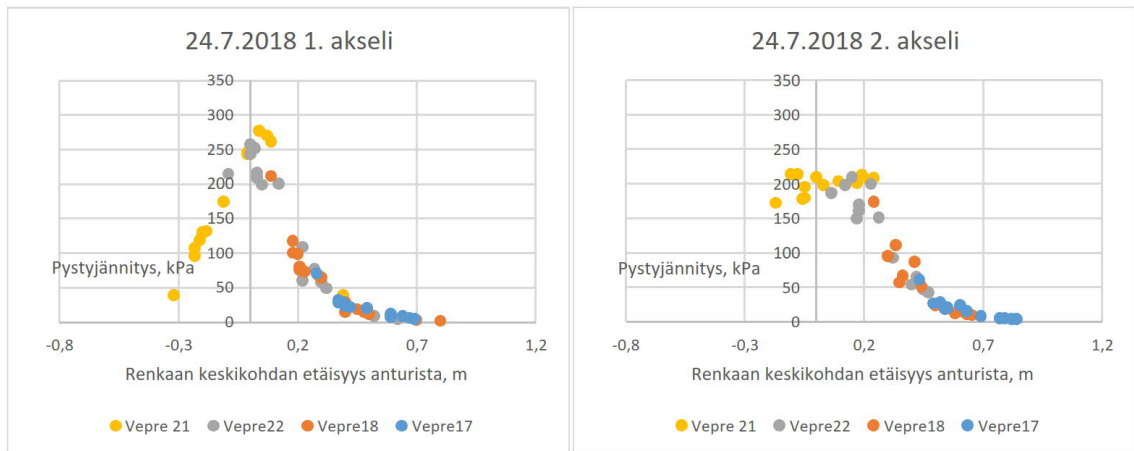 24.7.2018 1. akseli
350
300
250
200
150
100
Pystyjännitys, kPa
50
0
-0,8 -0,3 0,2 0,7 1,2
Renkaan keskikohdan etäisyys anturista, m
Vepre 21 Vepre22 Vepre18 Vepre17
24.7.2018 2. akseli
350
300
250
200
150
100
Pystyjännitys, kPa
50
0
-0,8 -0,3 0,2 0,7 1,2
Renkaan keskikohdan etäisyys anturista, m
Vepre 21 Vepre22 Vepre18 Vepre17